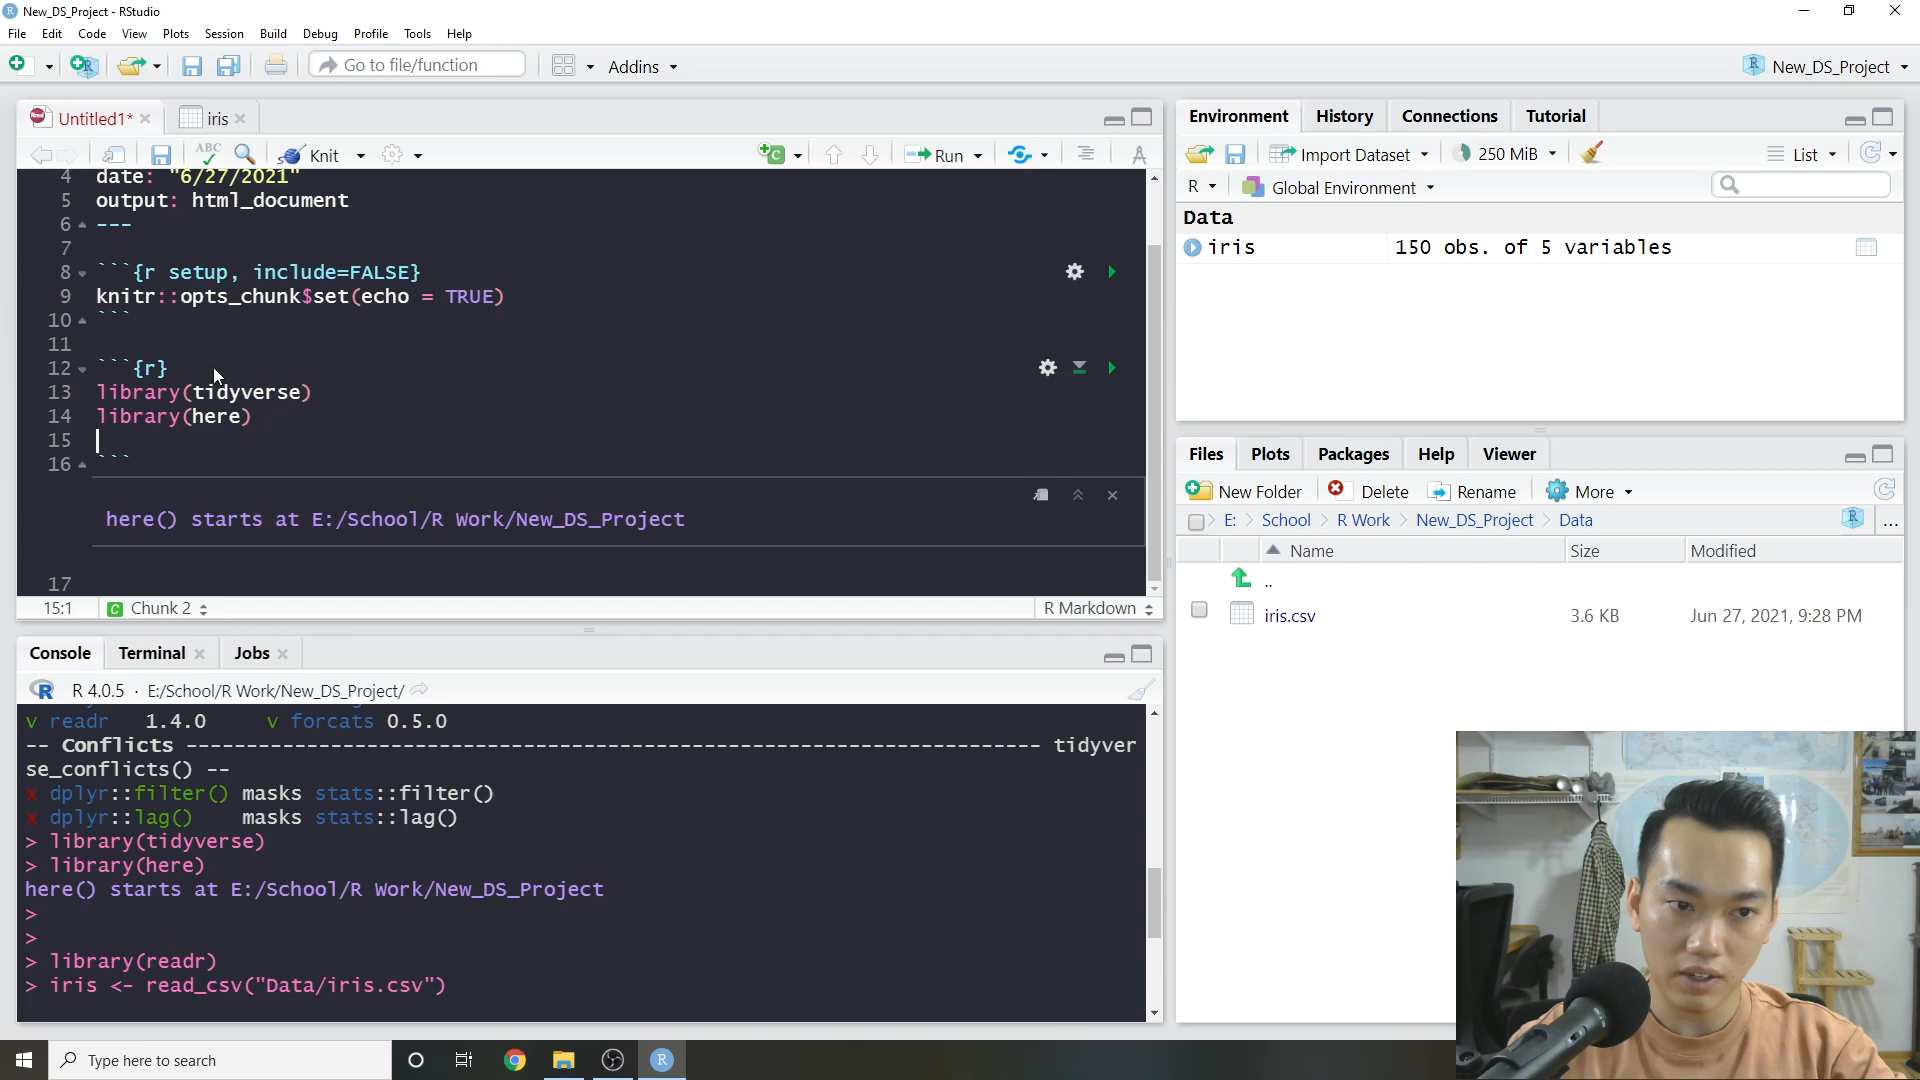 New_DS_Project - RStudio
File Edit Code View Plots Session Build Debug Profile Tools Help
Go to file/function Addins New_DS_Project
Untitled1* iris
ABC Knit Run
4 date: "6/27/2021"
5 output: html_document
6 ---
7
8 ```{r setup, include=FALSE}
9 knitr::opts_chunk$set(echo = TRUE)
10 ```
11
12 ```{r}
13 library(tidyverse)
14 library(here)
15
16 ```
here() starts at E:/School/R Work/New_DS_Project
17
15:1 C Chunk 2 R Markdown
Console Terminal Jobs
R R 4.0.5 · E:/School/R Work/New_DS_Project/
v readr 1.4.0 v forcats 0.5.0
-- Conflicts ----------------------------------------------------------------------- tidyver
se_conflicts() --
x dplyr::filter() masks stats::filter()
x dplyr::lag() masks stats::lag()
> library(tidyverse)
> library(here)
here() starts at E:/School/R Work/New_DS_Project
>
>
> library(readr)
> iris <- read_csv("Data/iris.csv")
Environment History Connections Tutorial
Import Dataset 250 MiB List
R Global Environment
Data
iris 150 obs. of 5 variables
Files Plots Packages Help Viewer
New Folder Delete Rename More
E: School R Work New_DS_Project Data R ...
Name Size Modified
..
iris.csv 3.6 KB Jun 27, 2021, 9:28 PM
Type here to search R